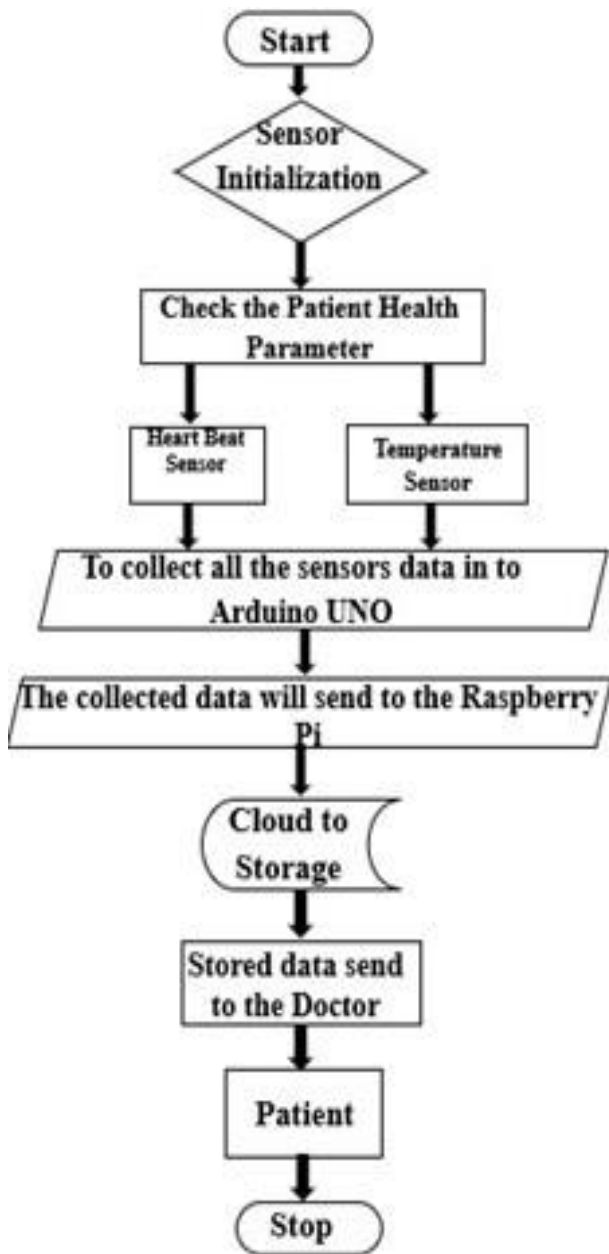 Start
Sensor
Initialization
Check the Patient Health
Parameter
Heart Beat
Sensor
Temperature
Sensor
To collect all the sensors data in to
Arduino UNO
The collected data will send to the Raspberry
Pi
Cloud to
Storage
Stored data send
to the Doctor
Patient
Stop